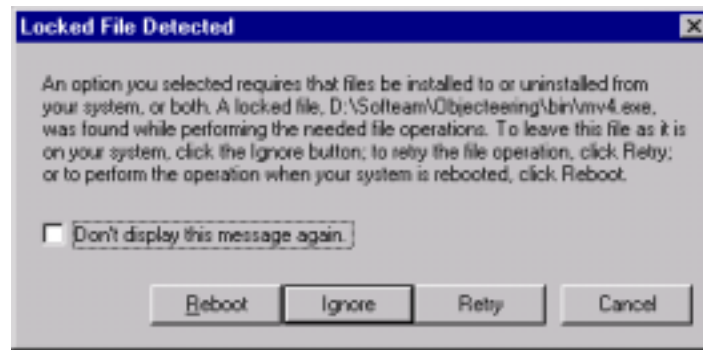 Locked File Detected
An option you selected requires that files be installed to or uninstalled from
your system, or both. A locked file, D:\Softeam\Objecteering\bin\mv4.exe,
was found while performing the needed file operations. To leave this file as it is
on your system, click the Ignore button; to retry the file operation, click Retry;
or to perform the operation when your system is rebooted, click Reboot.
Don't display this message again.
Reboot Ignore Retry Cancel